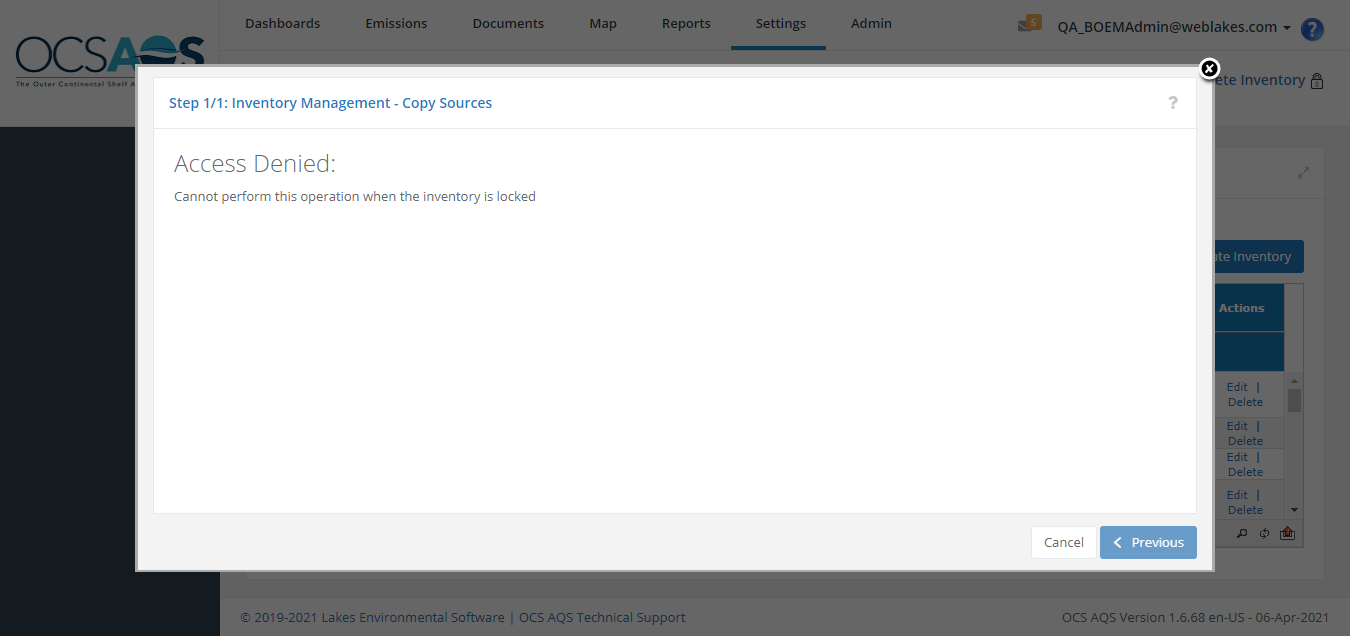 Dashboards Emissions Documents Map Reports Settings Admin 5 QA_BOEMAdmin@weblakes.com ?
OCSAQS
The Outer Continental Shelf A
ete Inventory
Step 1/1: Inventory Management - Copy Sources ?
Access Denied:
Cannot perform this operation when the inventory is locked
ate Inventory
Actions
Edit |
Delete
Edit |
Delete
Edit |
Delete
Edit |
Delete
Cancel Previous
© 2019-2021 Lakes Environmental Software | OCS AQS Technical Support OCS AQS Version 1.6.68 en-US - 06-Apr-2021